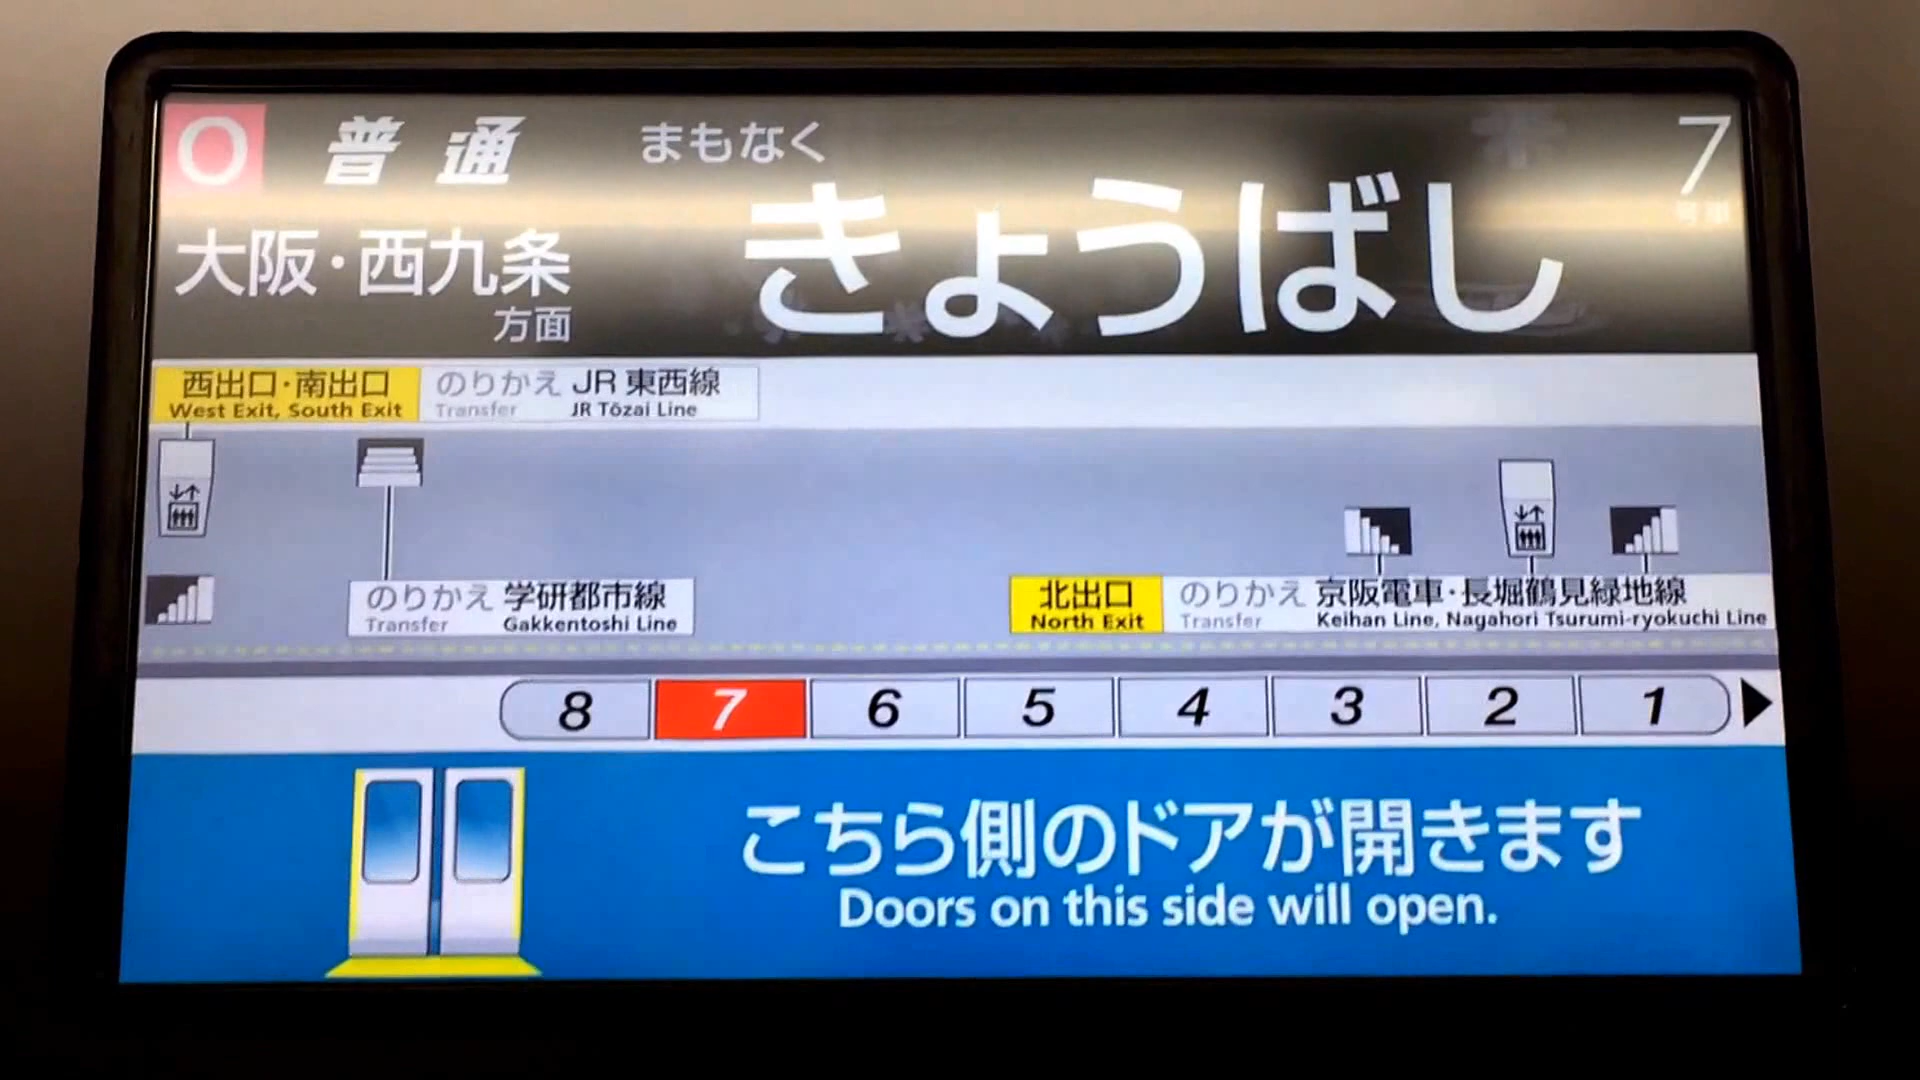 O 普通 まもなく 7
号車
大阪・西九条 きょうばし
方面
西出口・南出口 のりかえ JR 東西線
West Exit, South Exit Transfer JR Tōzai Line
のりかえ 学研都市線 北出口 のりかえ 京阪電車・長堀鶴見緑地線
Transfer Gakkentoshi Line North Exit Transfer Keihan Line, Nagahori Tsurumi-ryokuchi Line
8 7 6 5 4 3 2 1
こちら側のドアが開きます
Doors on this side will open.